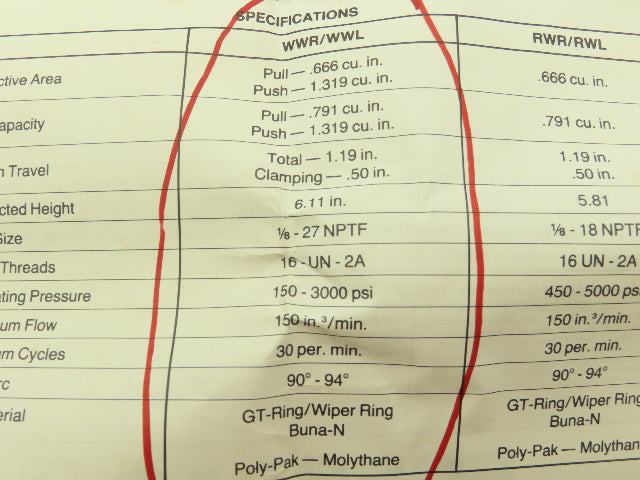 SPECIFICATIONS
WWR/WWL RWR/RWL
ctive Area Pull — .666 cu. in. .666 cu. in.
Push — 1.319 cu. in.
apacity Pull — .791 cu. in. .791 cu. in.
Push — 1.319 cu. in.
n Travel Total — 1.19 in. 1.19 in.
Clamping — .50 in. .50 in.
cted Height 6.11 in. 5.81
Size ⅛ - 27 NPTF ⅛ - 18 NPTF
Threads 16 - UN - 2A 16 UN - 2A
ating Pressure 150 - 3000 psi 450 - 5000 psi
um Flow 150 in.³/min. 150 in.³/min.
um Cycles 30 per. min. 30 per. min.
rc 90° - 94° 90° - 94°
erial GT-Ring/Wiper Ring GT-Ring/Wiper Ring
Buna-N Buna-N
Poly-Pak — Molythane Poly-Pak — Molythan